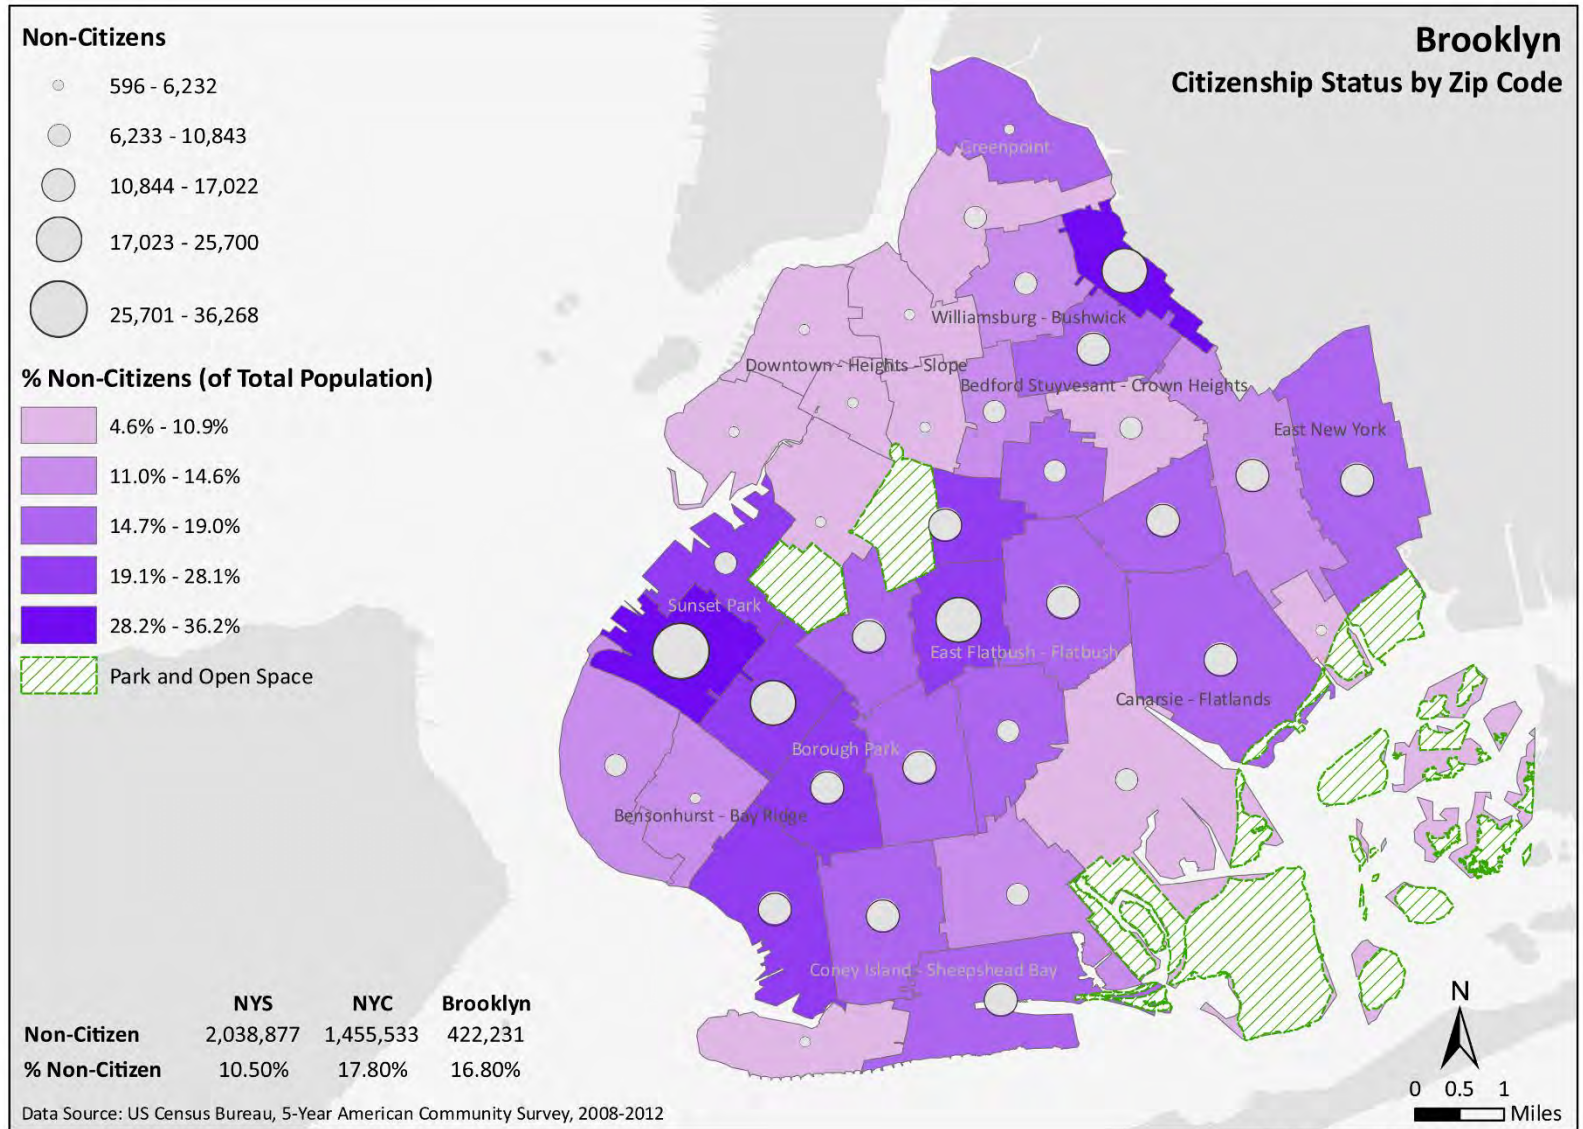 Brooklyn
Citizenship Status by Zip Code
Non-Citizens
596 - 6,232
6,233 - 10,843
10,844 - 17,022
17,023 - 25,700
25,701 - 36,268
% Non-Citizens (of Total Population)
4.6% - 10.9%
11.0% - 14.6%
14.7% - 19.0%
19.1% - 28.1%
28.2% - 36.2%
Park and Open Space
Greenpoint
Williamsburg - Bushwick
Downtown - Heights - Slope
Bedford Stuyvesant - Crown Heights
East New York
Sunset Park
East Flatbush - Flatbush
Canarsie - Flatlands
Borough Park
Bensonhurst - Bay Ridge
Coney Island - Sheepshead Bay
NYS NYC Brooklyn
Non-Citizen 2,038,877 1,455,533 422,231
% Non-Citizen 10.50% 17.80% 16.80%
Data Source: US Census Bureau, 5-Year American Community Survey, 2008-2012
N
0 0.5 1
Miles